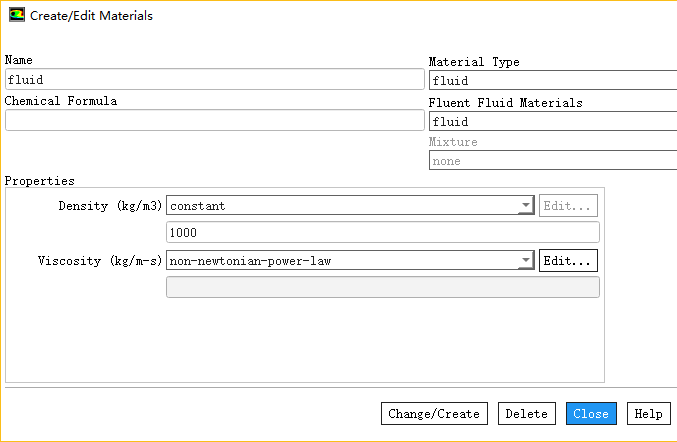 Create/Edit Materials
Name
fluid
Material Type
fluid
Chemical Formula
Fluent Fluid Materials
fluid
Mixture
none
Properties
Density (kg/m3) constant Edit...
1000
Viscosity (kg/m-s) non-newtonian-power-law Edit...
Change/Create Delete Close Help